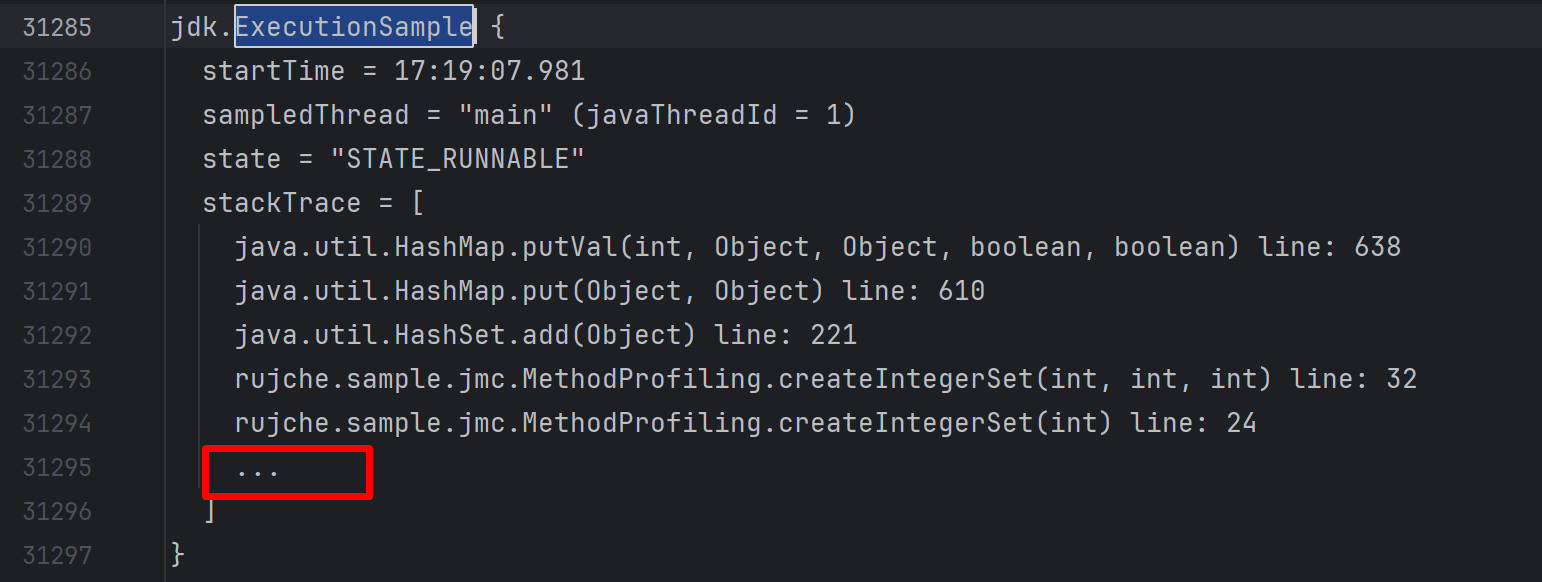 31285 jdk.ExecutionSample {
31286 startTime = 17:19:07.981
31287 sampledThread = "main" (javaThreadId = 1)
31288 state = "STATE_RUNNABLE"
31289 stackTrace = [
31290 java.util.HashMap.putVal(int, Object, Object, boolean, boolean) line: 638
31291 java.util.HashMap.put(Object, Object) line: 610
31292 java.util.HashSet.add(Object) line: 221
31293 rujche.sample.jmc.MethodProfiling.createIntegerSet(int, int, int) line: 32
31294 rujche.sample.jmc.MethodProfiling.createIntegerSet(int) line: 24
31295 ...
31296 ]
31297 }